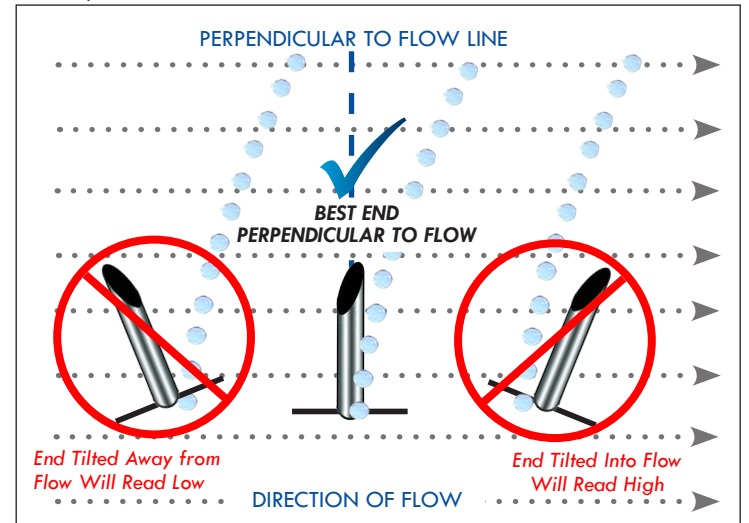 PERPENDICULAR TO FLOW LINE
BEST END
PERPENDICULAR TO FLOW
End Tilted Away from
Flow Will Read Low
End Tilted Into Flow
Will Read High
DIRECTION OF FLOW